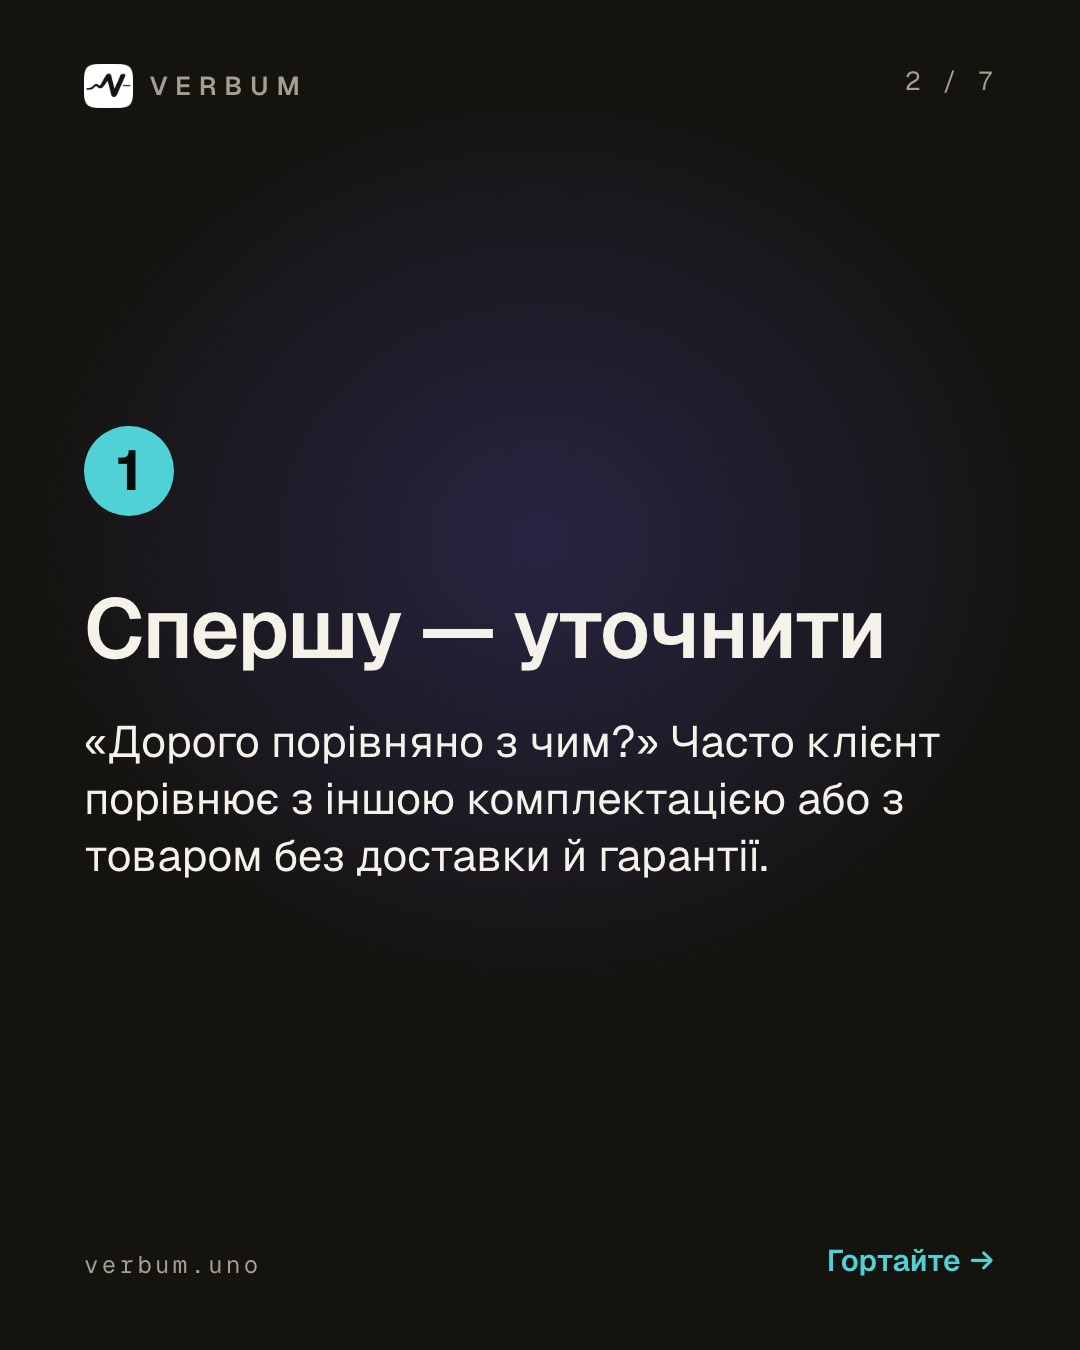 VERBUM
2 / 7
1
Спершу — уточнити
«Дорого порівняно з чим?» Часто клієнт
порівнює з іншою комплектацією або з
товаром без доставки й гарантії.
verbum.uno
Гортайте →